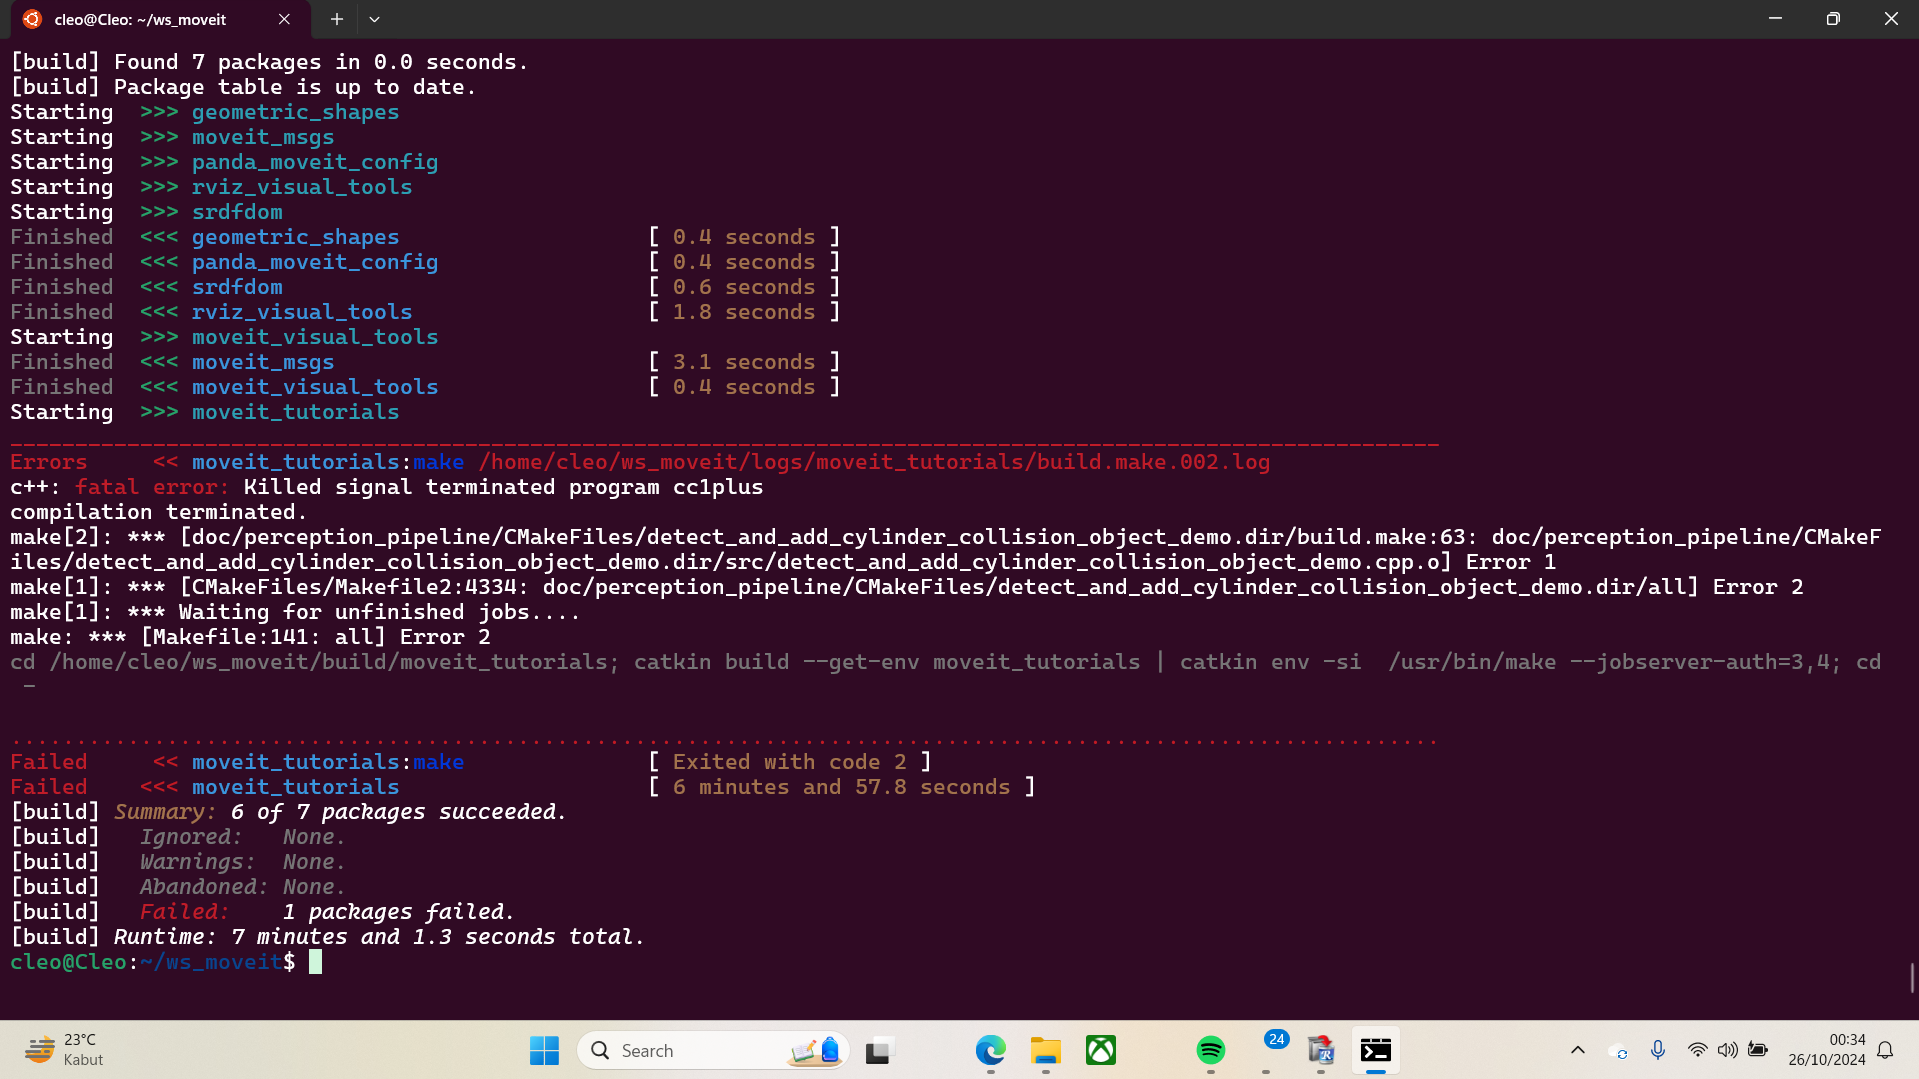 cleo@Cleo: ~/ws_moveit
[build] Found 7 packages in 0.0 seconds.
[build] Package table is up to date.
Starting  >>> geometric_shapes
Starting  >>> moveit_msgs
Starting  >>> panda_moveit_config
Starting  >>> rviz_visual_tools
Starting  >>> srdfdom
Finished  <<< geometric_shapes                   [ 0.4 seconds ]
Finished  <<< panda_moveit_config                [ 0.4 seconds ]
Finished  <<< srdfdom                            [ 0.6 seconds ]
Finished  <<< rviz_visual_tools                  [ 1.8 seconds ]
Starting  >>> moveit_visual_tools
Finished  <<< moveit_msgs                        [ 3.1 seconds ]
Finished  <<< moveit_visual_tools                [ 0.4 seconds ]
Starting  >>> moveit_tutorials
______________________________________________________________________________________________________________
Errors     << moveit_tutorials:make /home/cleo/ws_moveit/logs/moveit_tutorials/build.make.002.log
c++: fatal error: Killed signal terminated program cc1plus
compilation terminated.
make[2]: *** [doc/perception_pipeline/CMakeFiles/detect_and_add_cylinder_collision_object_demo.dir/build.make:63: doc/perception_pipeline/CMakeF
iles/detect_and_add_cylinder_collision_object_demo.dir/src/detect_and_add_cylinder_collision_object_demo.cpp.o] Error 1
make[1]: *** [CMakeFiles/Makefile2:4334: doc/perception_pipeline/CMakeFiles/detect_and_add_cylinder_collision_object_demo.dir/all] Error 2
make[1]: *** Waiting for unfinished jobs....
make: *** [Makefile:141: all] Error 2
cd /home/cleo/ws_moveit/build/moveit_tutorials; catkin build --get-env moveit_tutorials | catkin env -si  /usr/bin/make --jobserver-auth=3,4; cd
 -
..............................................................................................................
Failed     << moveit_tutorials:make              [ Exited with code 2 ]
Failed    <<< moveit_tutorials                   [ 6 minutes and 57.8 seconds ]
[build] Summary: 6 of 7 packages succeeded.
[build]   Ignored:   None.
[build]   Warnings:  None.
[build]   Abandoned: None.
[build]   Failed:    1 packages failed.
[build] Runtime: 7 minutes and 1.3 seconds total.
cleo@Cleo:~/ws_moveit$
23°C
Kabut
Search
24
00:34
26/10/2024